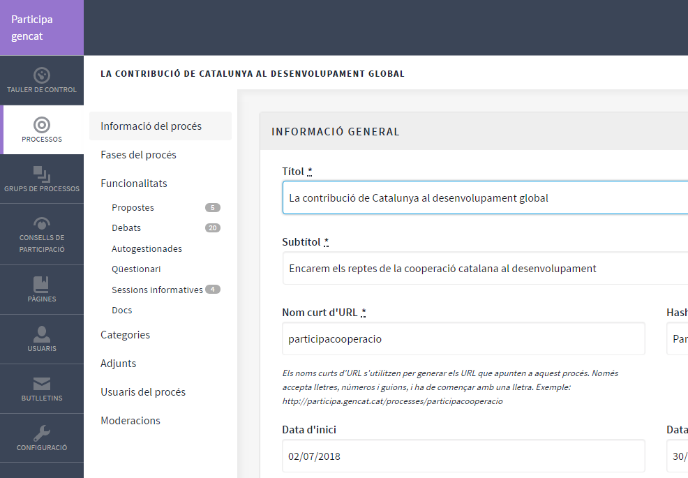 Participa
gencat
TAULER DE CONTROL
PROCESSOS
GRUPS DE PROCESSOS
CONSELLS DE
PARTICIPACIÓ
PÀGINES
USUARIS
BUTLLETINS
CONFIGURACIÓ
LA CONTRIBUCIÓ DE CATALUNYA AL DESENVOLUPAMENT GLOBAL
Informació del procés
Fases del procés
Funcionalitats
Propostes 5
Debats 20
Autogestionades
Qüestionari
Sessions informatives 4
Docs
Categories
Adjunts
Usuaris del procés
Moderacions
INFORMACIÓ GENERAL
Títol *
La contribució de Catalunya al desenvolupament global
Subtítol *
Encarem els reptes de la cooperació catalana al desenvolupament
Nom curt d'URL * Hash
participacooperacio Par
Els noms curts d'URL s'utilitzen per generar els URL que apunten a aquest procés. Només
accepta lletres, números i guions, i ha de començar amb una lletra. Exemple:
http://participa.gencat.cat/processes/participacooperacio
Data d'inici Data
02/07/2018 30/